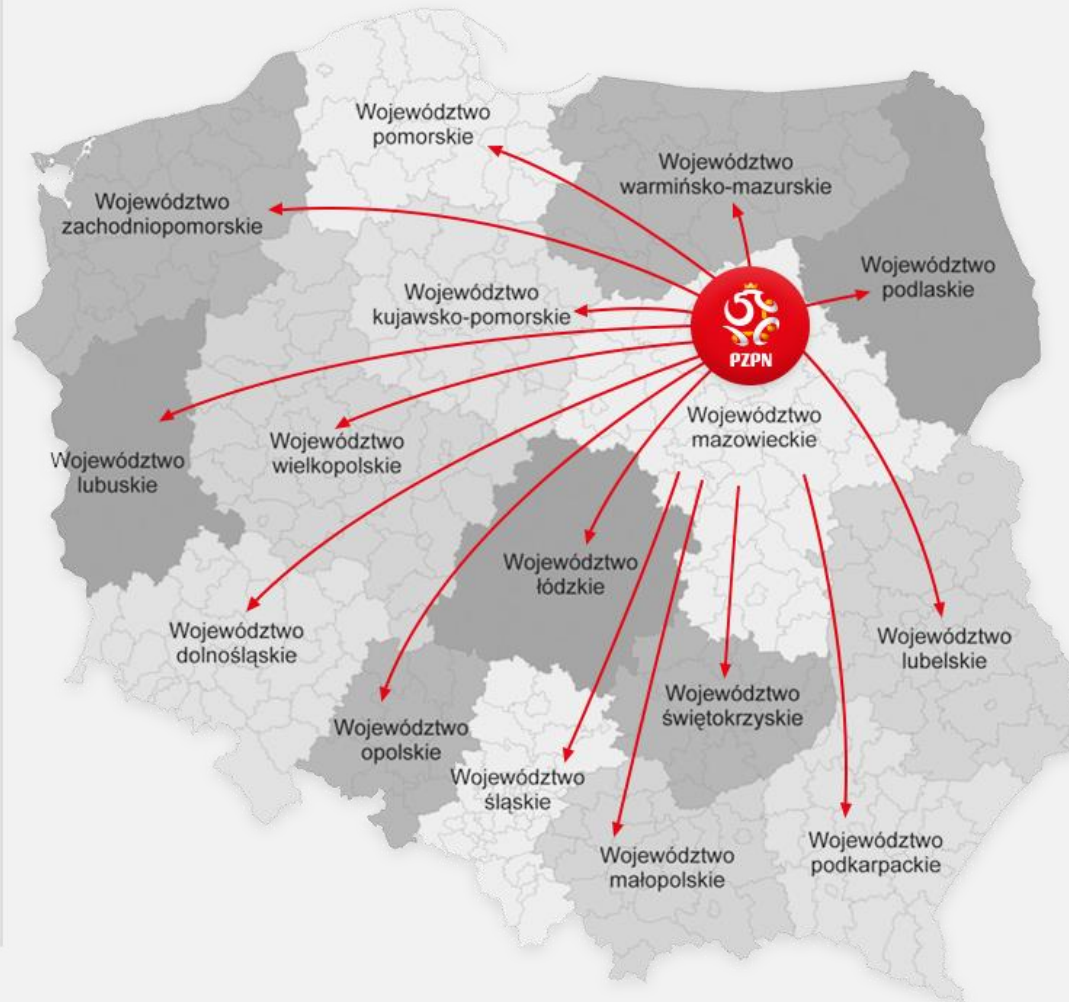 Województwo
pomorskie
Województwo
warmińsko-mazurskie
Województwo
zachodniopomorskie
Województwo
podlaskie
Województwo
kujawsko-pomorskie
PZPN
Województwo
mazowieckie
Województwo
wielkopolskie
Województwo
lubuskie
Województwo
łódzkie
Województwo
dolnośląskie
Województwo
lubelskie
Województwo
świętokrzyskie
Województwo
opolskie
Województwo
śląskie
Województwo
małopolskie
Województwo
podkarpackie